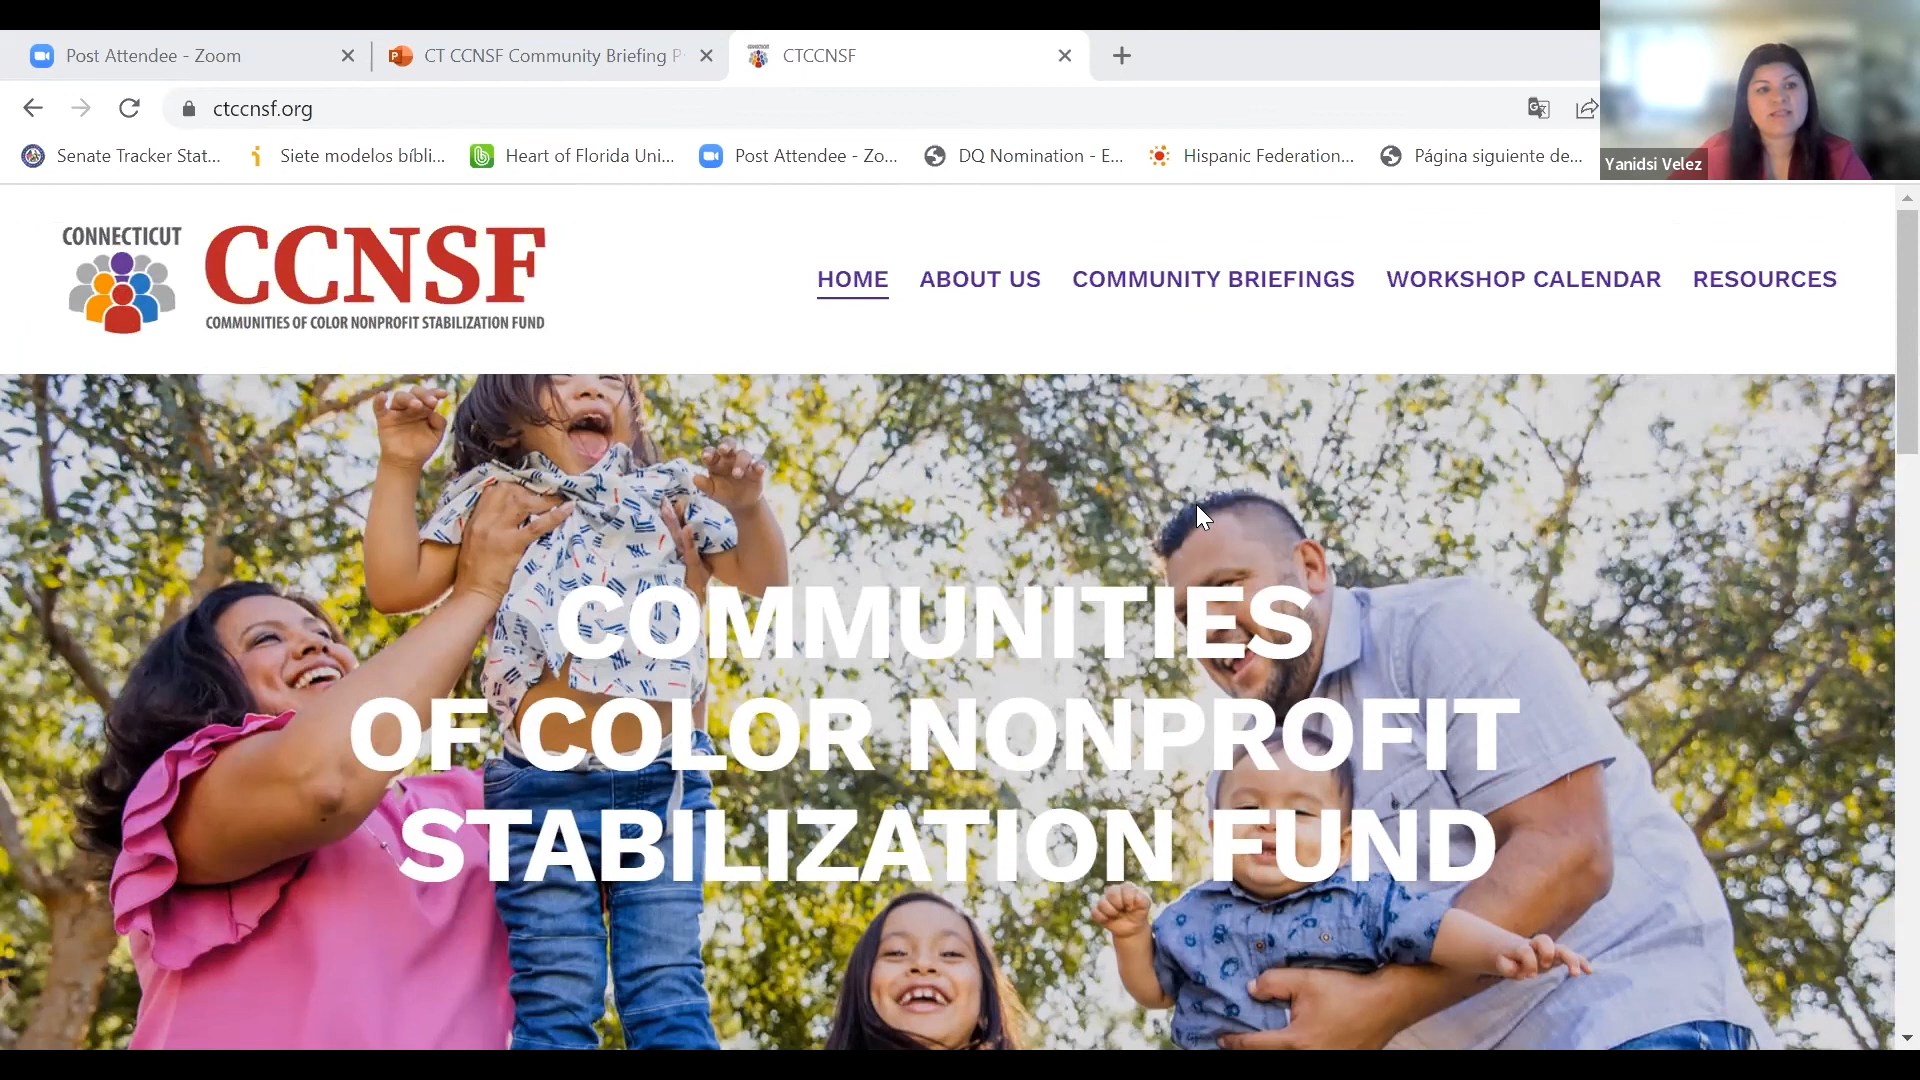 Post Attendee - Zoom
CT CCNSF Community Briefing P
CTCCNSF
ctccnsf.org
Senate Tracker Stat...
Siete modelos bíbli...
Heart of Florida Uni...
Post Attendee - Zo...
DQ Nomination - E...
Hispanic Federation...
Página siguiente de...
Yanidsi Velez
CONNECTICUT
CCNSF
COMMUNITIES OF COLOR NONPROFIT STABILIZATION FUND
HOME
ABOUT US
COMMUNITY BRIEFINGS
WORKSHOP CALENDAR
RESOURCES
COMMUNITIES
OF COLOR NONPROFIT
STABILIZATION FUND